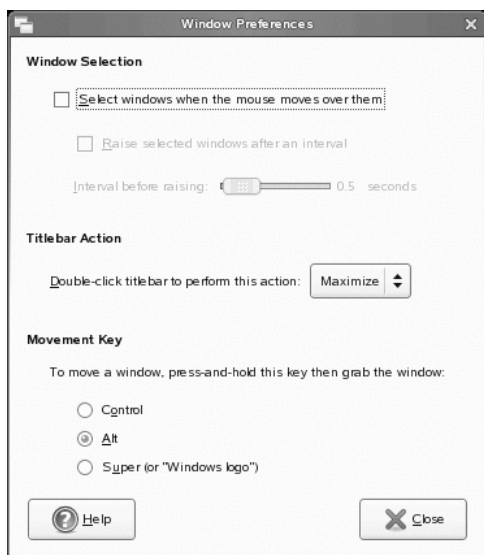 Window Preferences
Window Selection
Select windows when the mouse moves over them
Raise selected windows after an interval
Interval before raising: 0.5 seconds
Titlebar Action
Double-click titlebar to perform this action: Maximize
Movement Key
To move a window, press-and-hold this key then grab the window:
Control
Alt
Super (or "Windows logo")
Help Close